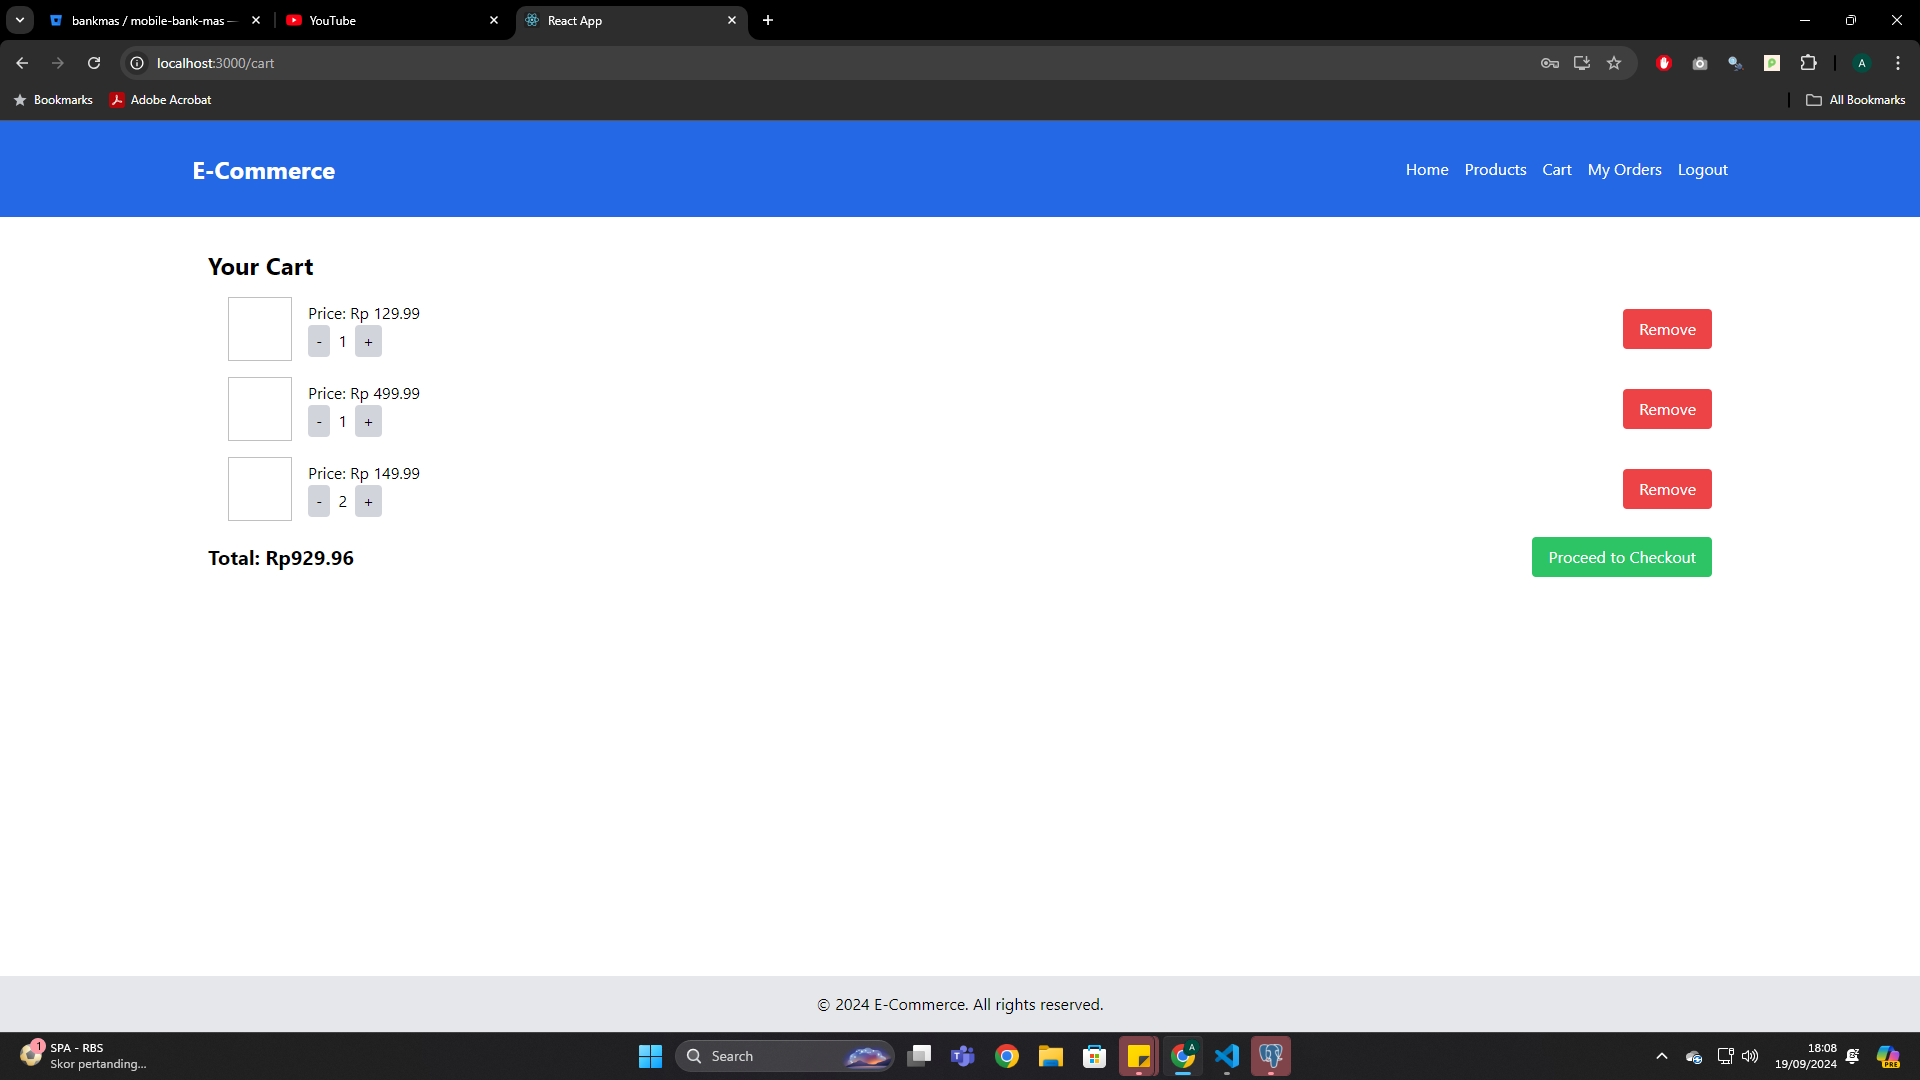 bankmas / mobile-bank-mas —
YouTube
React App
localhost:3000/cart
A
Bookmarks
Adobe Acrobat
All Bookmarks
E-Commerce
Home
Products
Cart
My Orders
Logout
Your Cart
Price: Rp 129.99
- 1 +
Remove
Price: Rp 499.99
- 1 +
Remove
Price: Rp 149.99
- 2 +
Remove
Total: Rp929.96
Proceed to Checkout
© 2024 E-Commerce. All rights reserved.
1
SPA - RBS
Skor pertanding...
Search
A
18:08
19/09/2024
PRE